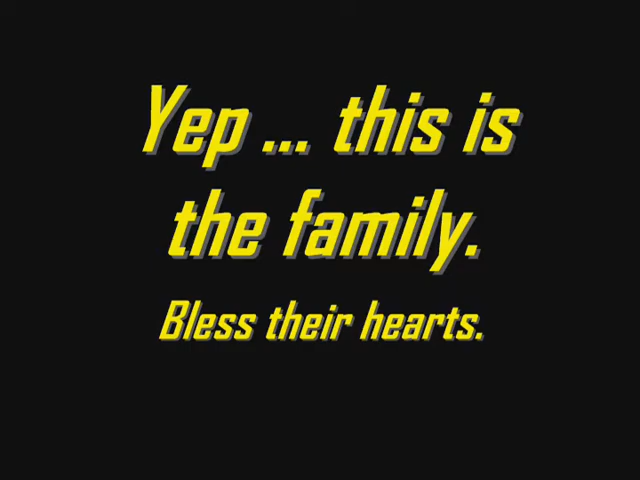 Yep ... this is
the family.
Bless their hearts.